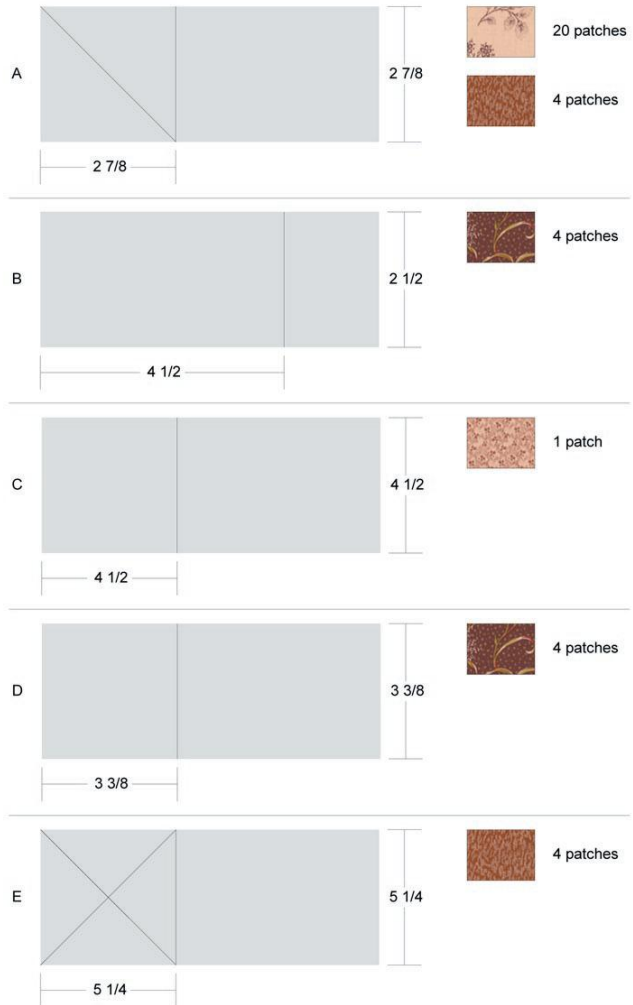 20 patches
A
2 7/8
4 patches
2 7/8
4 patches
B
2 1/2
4 1/2
1 patch
C
4 1/2
4 1/2
4 patches
D
3 3/8
3 3/8
4 patches
E
5 1/4
5 1/4